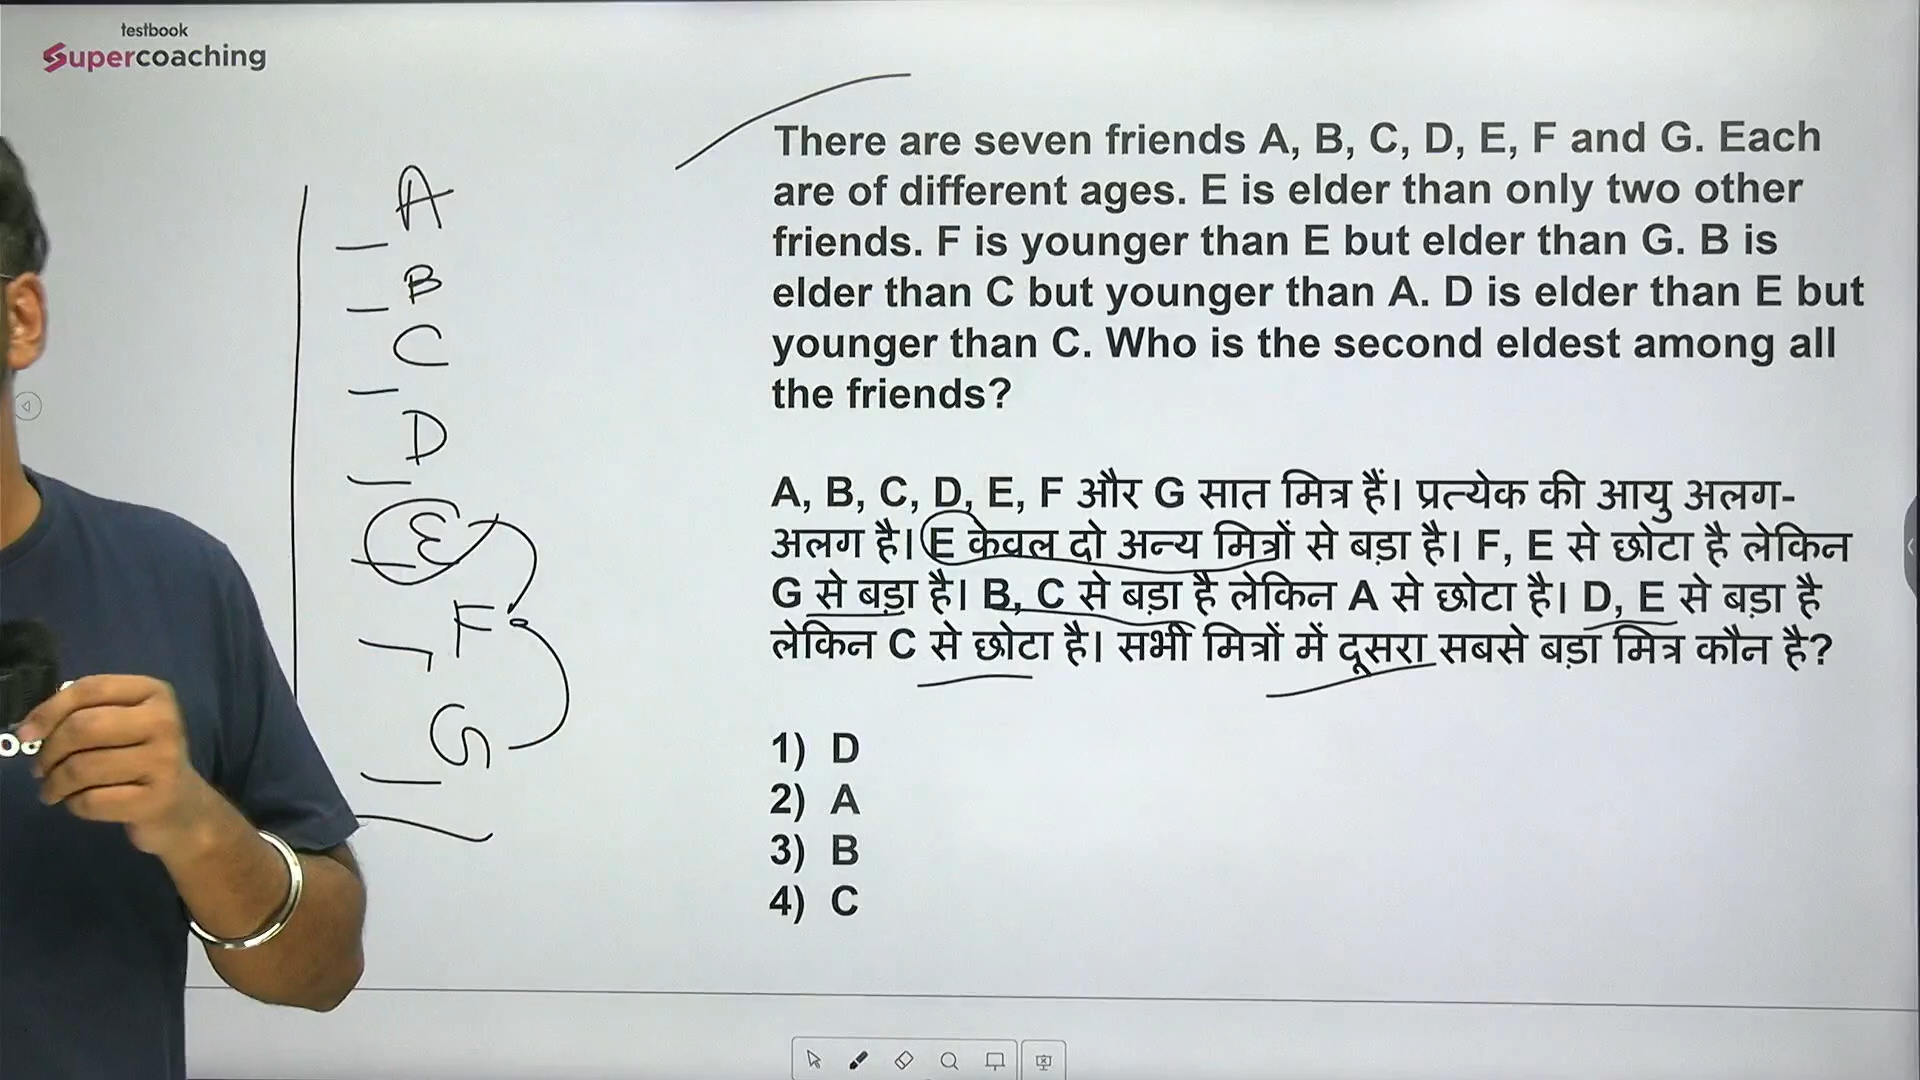 testbook
Supercoaching
There are seven friends A, B, C, D, E, F and G. Each
are of different ages. E is elder than only two other
friends. F is younger than E but elder than G. B is
elder than C but younger than A. D is elder than E but
younger than C. Who is the second eldest among all
the friends?
A, B, C, D, E, F और G सात मित्र हैं। प्रत्येक की आयु अलग-
अलग है। E केवल दो अन्य मित्रों से बड़ा है। F, E से छोटा है लेकिन
G से बड़ा है। B, C से बड़ा है लेकिन A से छोटा है। D, E से बड़ा है
लेकिन C से छोटा है। सभी मित्रों में दूसरा सबसे बड़ा मित्र कौन है?
1) D
2) A
3) B
4) C
A
B
C
D
E
F
G